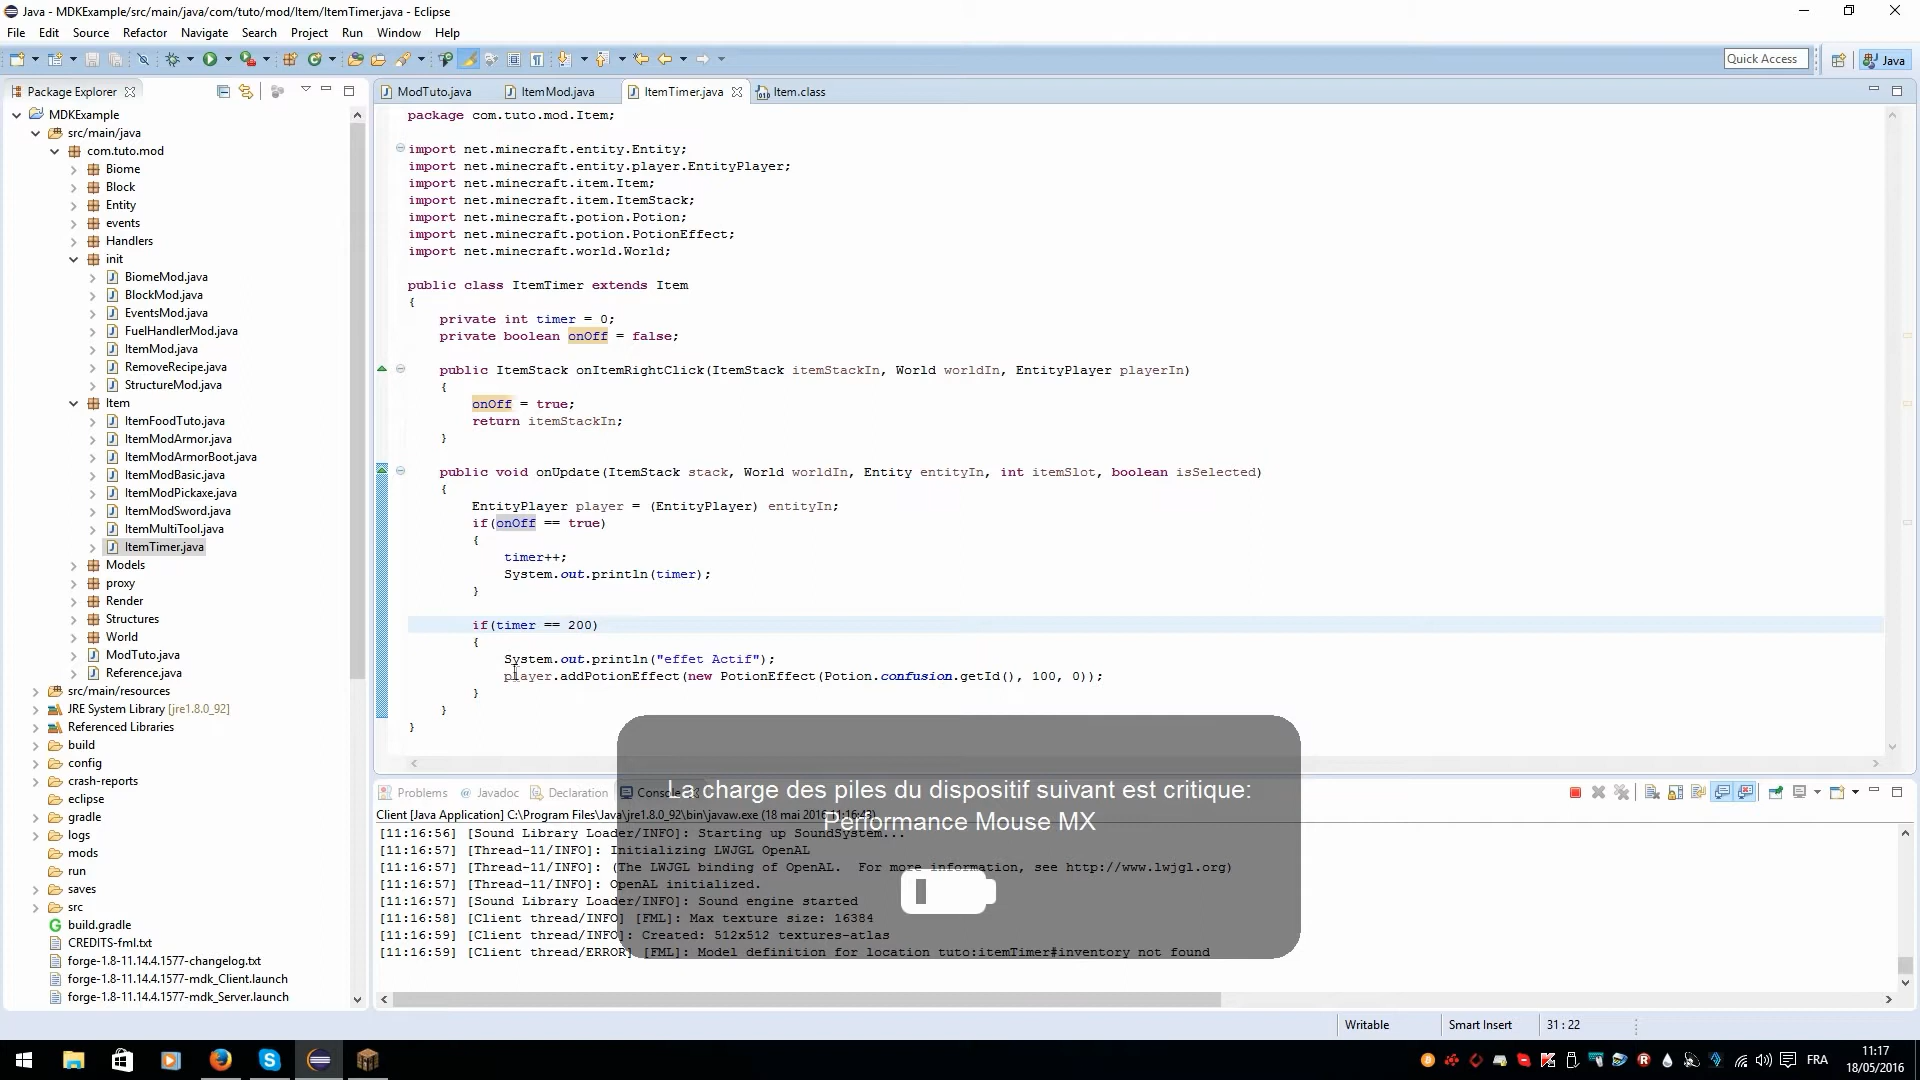 Java - MDKExample/src/main/java/com/tuto/mod/Item/ItemTimer.java - Eclipse
File Edit Source Refactor Navigate Search Project Run Window Help
Quick Access
Java
Package Explorer
MDKExample
src/main/java
com.tuto.mod
Biome
Block
Entity
events
Handlers
init
BiomeMod.java
BlockMod.java
EventsMod.java
FuelHandlerMod.java
ItemMod.java
RemoveRecipe.java
StructureMod.java
Item
ItemFoodTuto.java
ItemModArmor.java
ItemModArmorBoot.java
ItemModBasic.java
ItemModPickaxe.java
ItemModSword.java
ItemMultiTool.java
ItemTimer.java
Models
proxy
Render
Structures
World
ModTuto.java
Reference.java
src/main/resources
JRE System Library [jre1.8.0_92]
Referenced Libraries
build
config
crash-reports
eclipse
gradle
logs
mods
run
saves
src
build.gradle
CREDITS-fml.txt
forge-1.8-11.14.4.1577-changelog.txt
forge-1.8-11.14.4.1577-mdk_Client.launch
forge-1.8-11.14.4.1577-mdk_Server.launch
ModTuto.java ItemMod.java ItemTimer.java Item.class
package com.tuto.mod.Item;
import net.minecraft.entity.Entity;
import net.minecraft.entity.player.EntityPlayer;
import net.minecraft.item.Item;
import net.minecraft.item.ItemStack;
import net.minecraft.potion.Potion;
import net.minecraft.potion.PotionEffect;
import net.minecraft.world.World;
public class ItemTimer extends Item
{
private int timer = 0;
private boolean onOff = false;
public ItemStack onItemRightClick(ItemStack itemStackIn, World worldIn, EntityPlayer playerIn)
{
onOff = true;
return itemStackIn;
}
public void onUpdate(ItemStack stack, World worldIn, Entity entityIn, int itemSlot, boolean isSelected)
{
EntityPlayer player = (EntityPlayer) entityIn;
if(onOff == true)
{
timer++;
System.out.println(timer);
}
if(timer == 200)
{
System.out.println("effet Actif");
player.addPotionEffect(new PotionEffect(Potion.confusion.getId(), 100, 0));
}
}
}
La charge des piles du dispositif suivant est critique:
Performance Mouse MX
Problems Javadoc Declaration Console
Client [Java Application] C:\Program Files\Java\jre1.8.0_92\bin\javaw.exe (18 mai 2016
[11:16:56] [Sound Library Loader/INFO]: Starting up SoundSystem...
[11:16:57] [Thread-11/INFO]: Initializing LWJGL OpenAL
[11:16:57] [Thread-11/INFO]: (The LWJGL binding of OpenAL.  For more information, see http://www.lwjgl.org)
[11:16:57] [Thread-11/INFO]: OpenAL initialized.
[11:16:57] [Sound Library Loader/INFO]: Sound engine started
[11:16:58] [Client thread/INFO] [FML]: Max texture size: 16384
[11:16:59] [Client thread/INFO]: Created: 512x512 textures-atlas
[11:16:59] [Client thread/ERROR] [FML]: Model definition for location tuto:itemTimer#inventory not found
Writable Smart Insert 31 : 22
FRA
11:17
18/05/2016